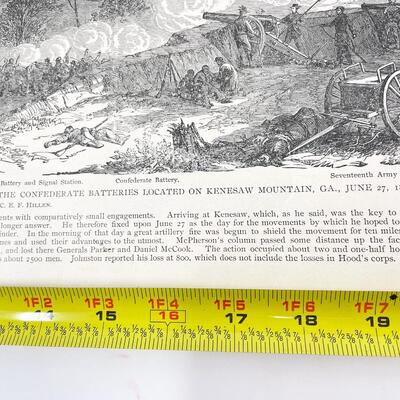 Battery and Signal Station. Confederate Battery. Seventeenth Army
THE CONFEDERATE BATTERIES LOCATED ON KENESAW MOUNTAIN, GA., JUNE 27, 18
C. E. F. HILLEN.
ents with comparatively small engagements. Arriving at Kenesaw, which, as he said, was the key to
longer answer. He therefore fixed upon June 27 as the day for the movements by which he hoped to
inder. In the morning of that day a great artillery fire was begun to shield the movement for ten miles
nes and used their advantages to the utmost. McPherson's column passed some distance up the fac
, and lost there Generals Parker and Daniel McCook. The action occupied about two and one-half ho
s about 2500 men. Johnston reported his loss at 800, which does not include the losses in Hood's corps.
1F2 1F3 1F4 1F5 1F6 1F7 1F8
14 15 16 17 18 19 20